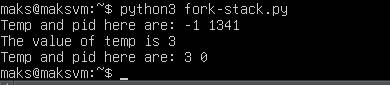 maks@maksvm:~$ python3 fork-stack.py
Temp and pid here are: -1 1341
The value of temp is 3
Temp and pid here are: 3 0
maks@maksvm:~$ _